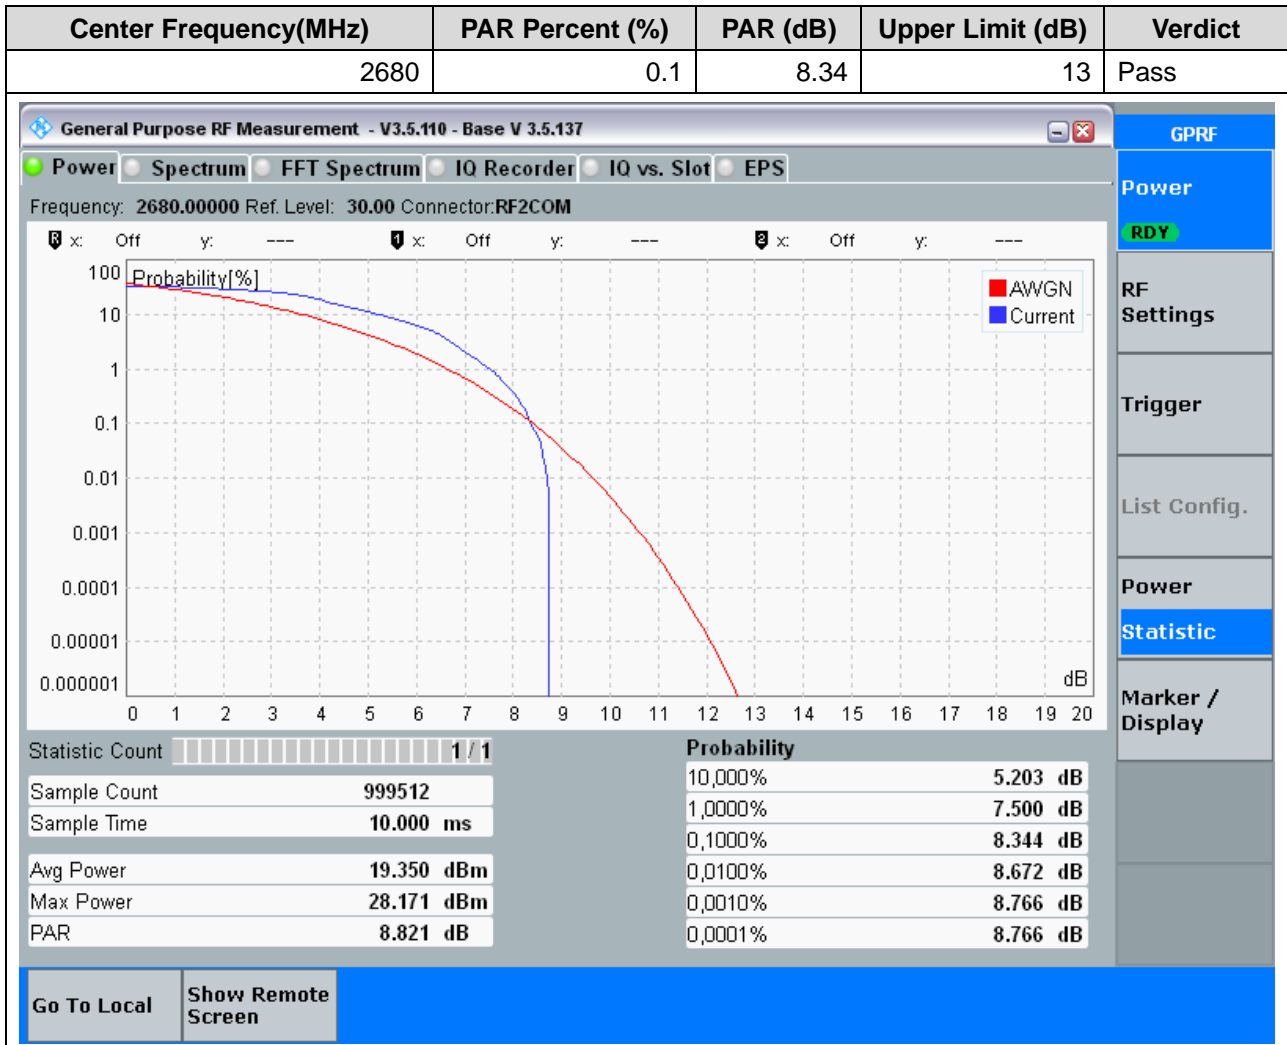 Center Frequency(MHz) PAR Percent (%) PAR (dB) Upper Limit (dB) Verdict
2680 0.1 8.34 13 Pass
General Purpose RF Measurement - V3.5.110 - Base V 3.5.137
GPRF
Power Spectrum FFT Spectrum IQ Recorder IQ vs. Slot EPS
Frequency: 2680.00000 Ref. Level: 30.00 Connector:RF2COM
R x: Off y: --- 1 x: Off y: --- 2 x: Off y: ---
Probability[%]
AWGN
Current
100
10
1
0.1
0.01
0.001
0.0001
0.00001
0.000001
dB
0 1 2 3 4 5 6 7 8 9 10 11 12 13 14 15 16 17 18 19 20
Statistic Count 1 / 1
Sample Count 999512
Sample Time 10.000 ms
Avg Power 19.350 dBm
Max Power 28.171 dBm
PAR 8.821 dB
Probability
10,000% 5.203 dB
1,0000% 7.500 dB
0,1000% 8.344 dB
0,0100% 8.672 dB
0,0010% 8.766 dB
0,0001% 8.766 dB
Power
RDY
RF
Settings
Trigger
List Config.
Power
Statistic
Marker /
Display
Go To Local
Show Remote
Screen